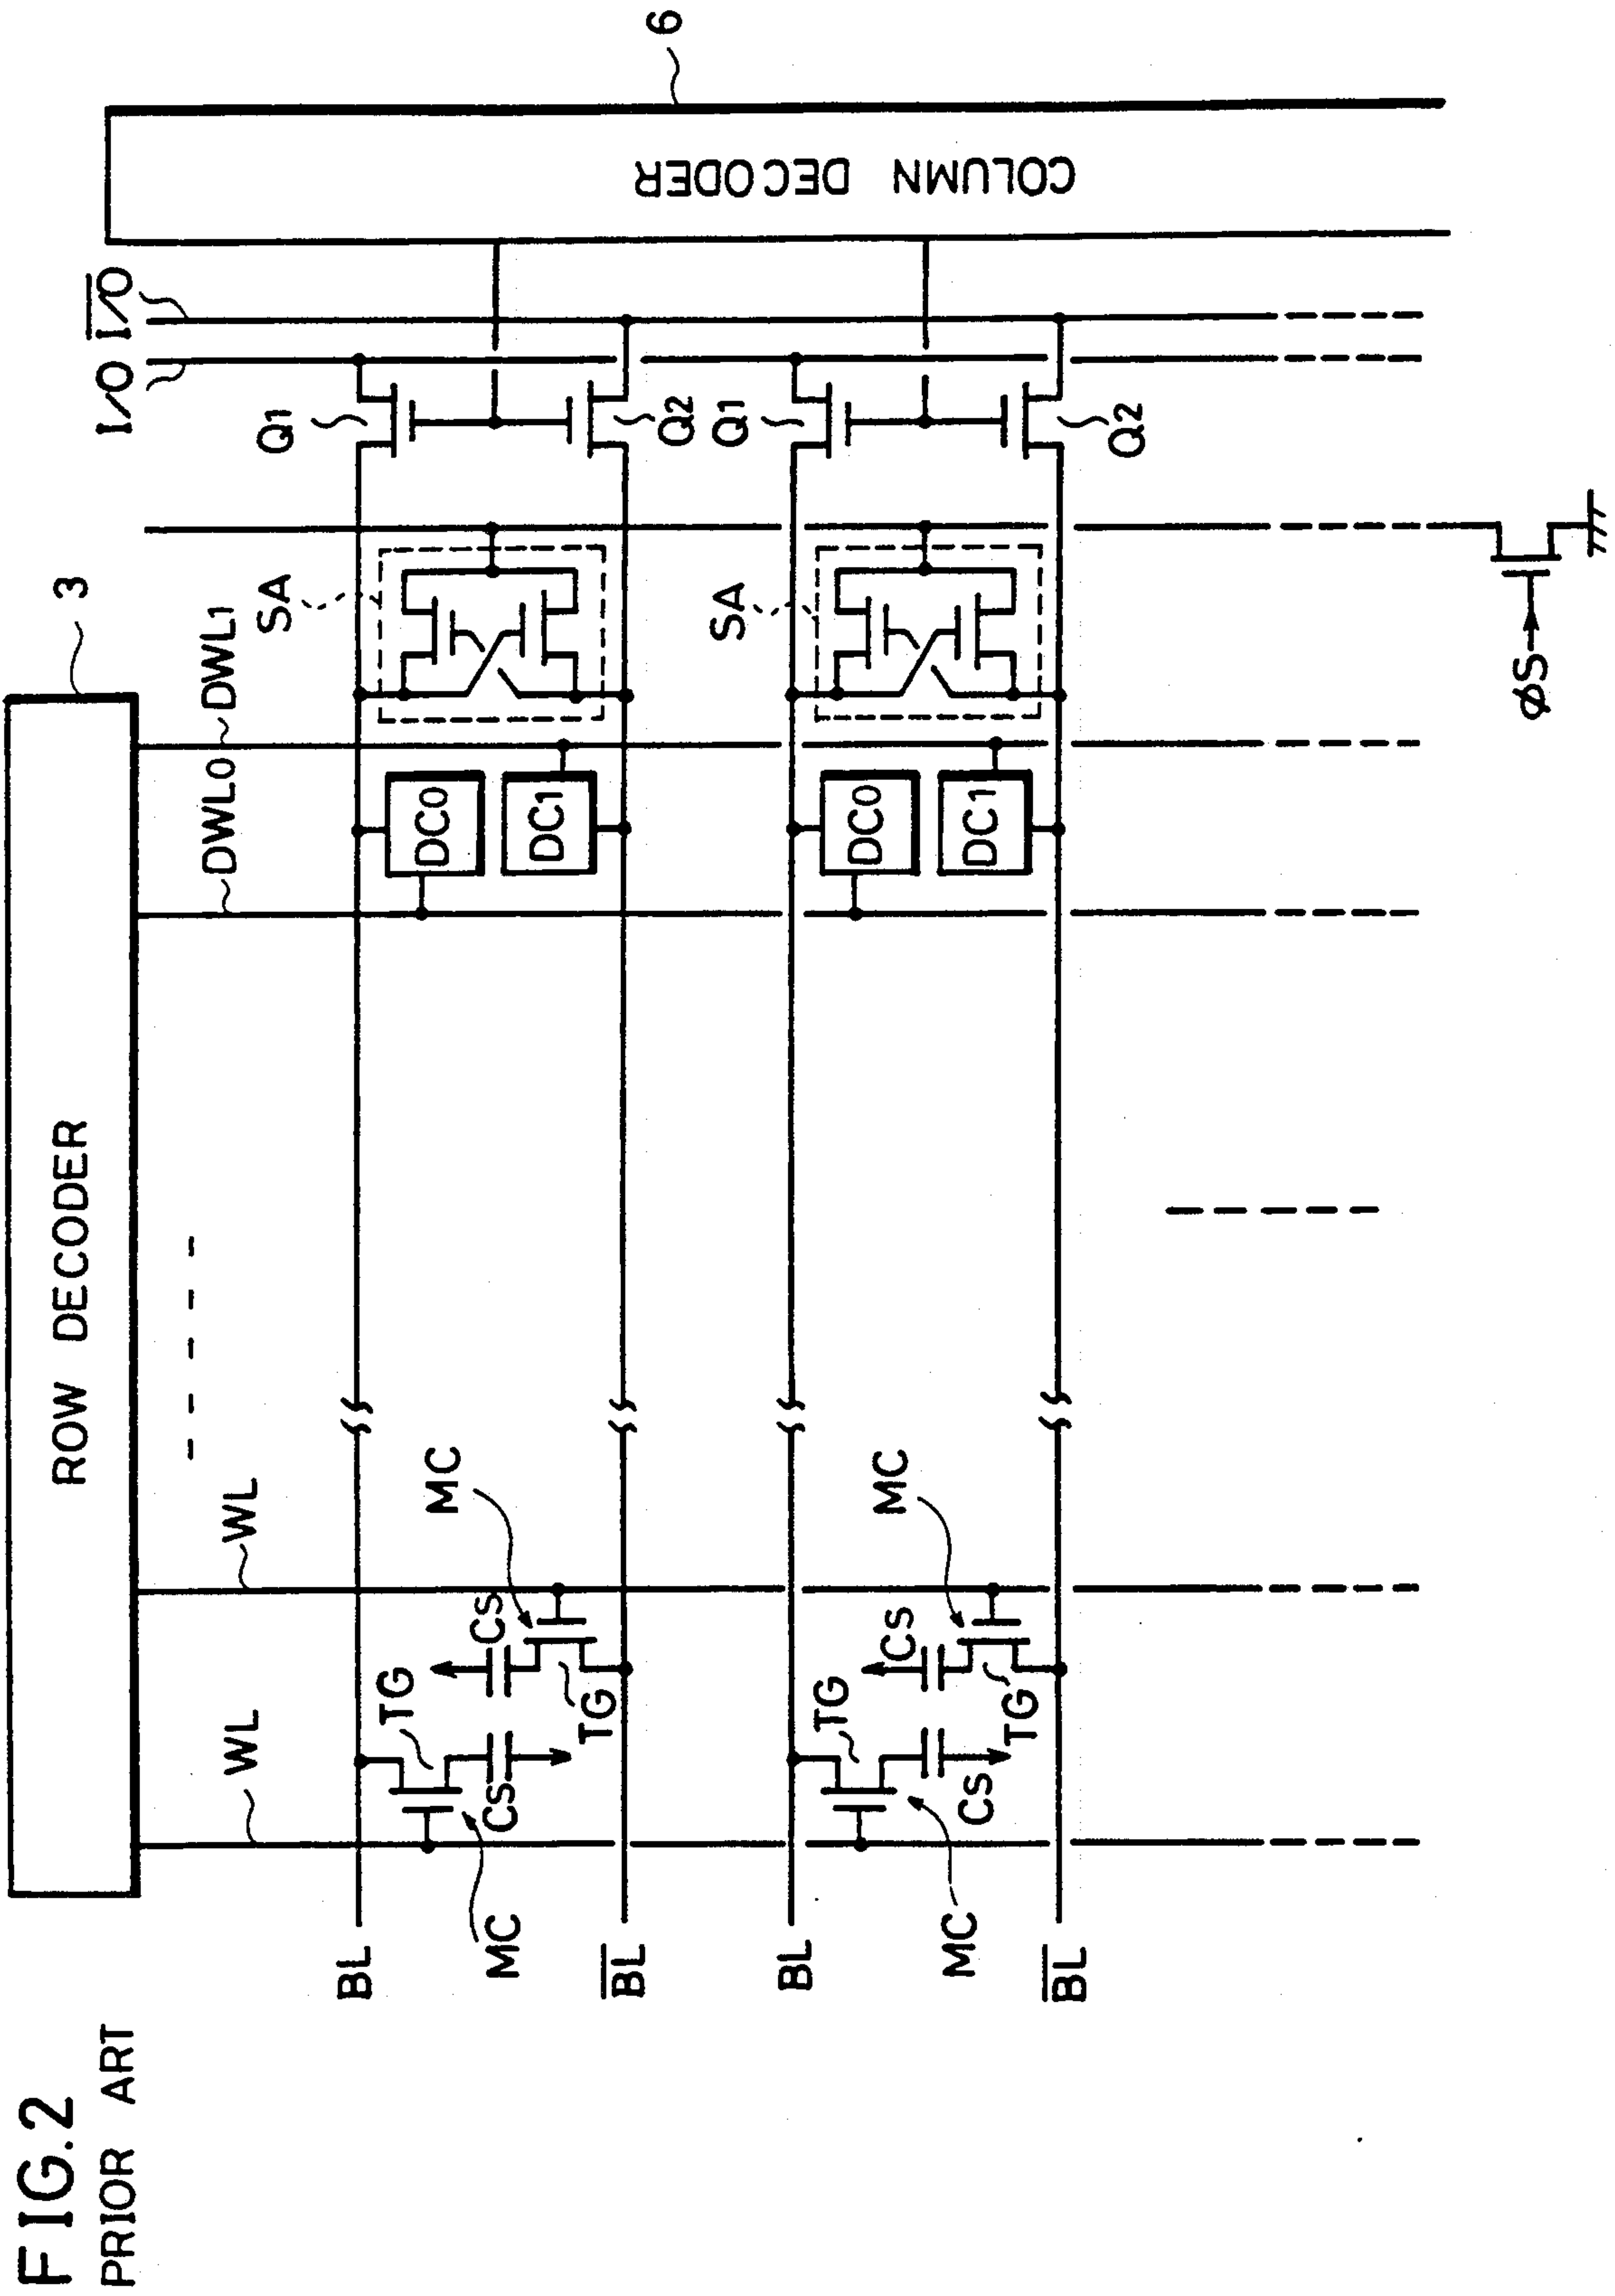 FIG.2
PRIOR ART
ROW DECODER
3
WL
WL
DWL0
DWL1
I/O
I/O
BL
TG
MC
SA
Q1
MC
Cs
Cs
DC0
DC1
TG
Q2
BL
BL
TG
MC
SA
Q1
MC
Cs
Cs
DC0
DC1
TG
Q2
BL
φS
COLUMN DECODER
6